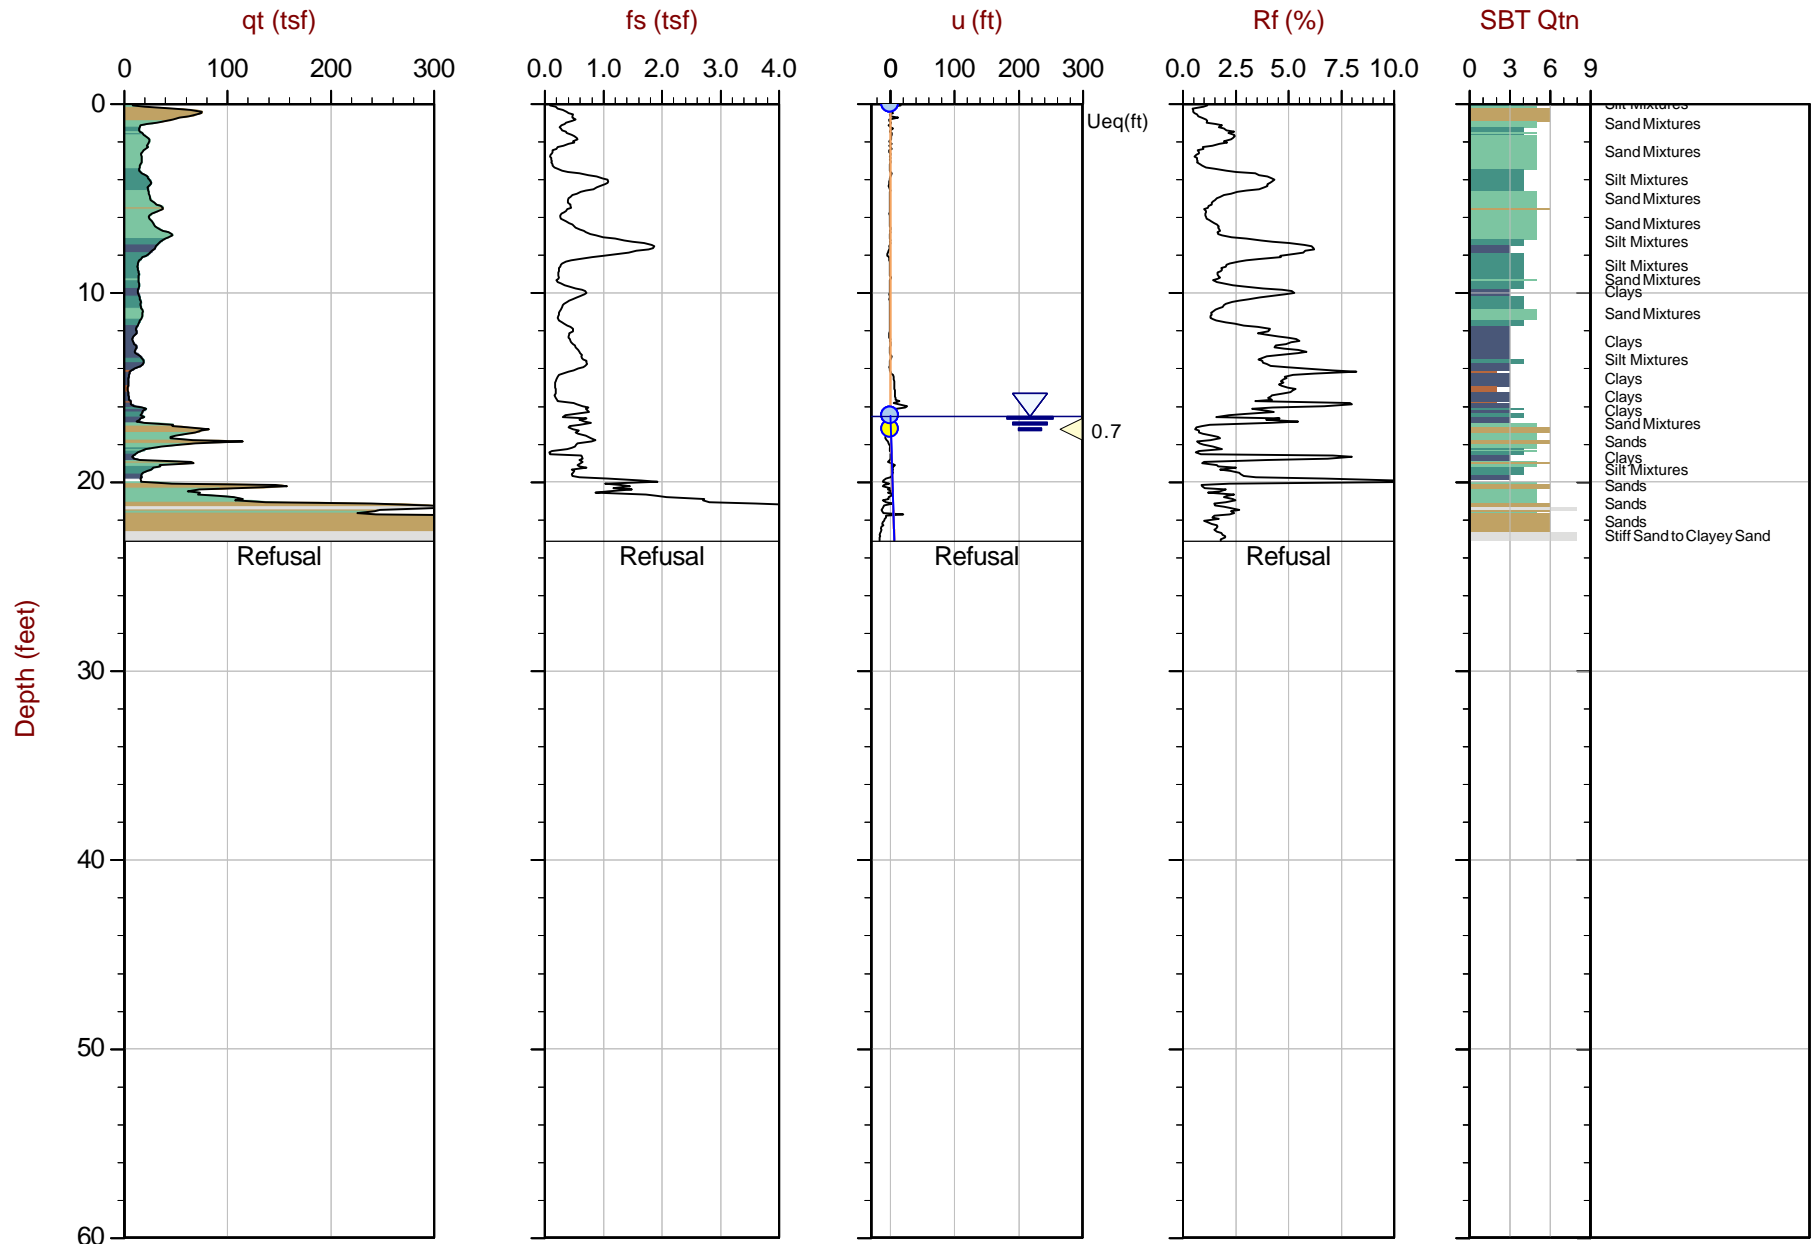 qt (tsf) fs (tsf) u (ft) Rf (%) SBT Qtn
0 100 200 300 0.0 1.0 2.0 3.0 4.0 0 100 200 300 0.0 2.5 5.0 7.5 10.0 0 3 6 9
0
Silt Mixtures
Ueq(ft)
Sand Mixtures
Sand Mixtures
Silt Mixtures
Sand Mixtures
Sand Mixtures
Silt Mixtures
Silt Mixtures
Sand Mixtures
10
Clays
Sand Mixtures
Clays
Silt Mixtures
Clays
Clays
Clays
Sand Mixtures
0.7
Sands
Clays
Silt Mixtures
20
Sands
Sands
Sands
Stiff Sand to Clayey Sand
Refusal Refusal Refusal Refusal
30
Depth (feet)
40
50
60